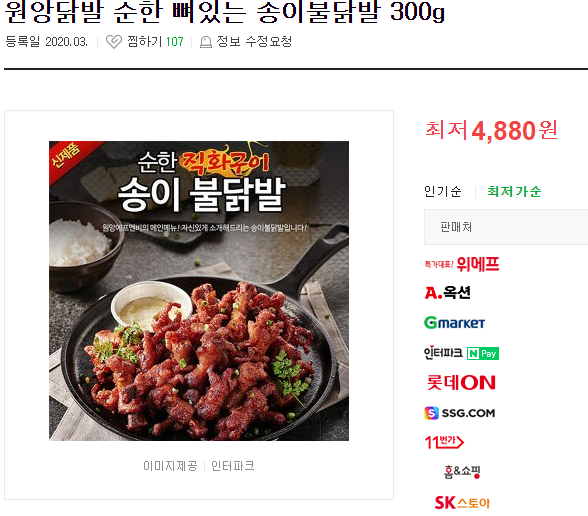 원앙닭발 순한 뼈있는 송이불닭발 300g
등록일 2020.03. 찜하기 107 정보 수정요청
최저 4,880원
신제품
순한 직화구이
송이 불닭발
원앙에프엔비의 메인메뉴! 자신있게 소개해드리는 송이불닭발입니다!
이미지제공 인터파크
인기순 최저가순
판매처
특가대표! 위메프
A. 옥션
Gmarket
인터파크 N Pay
롯데ON
S SSG.COM
11번가
홈&쇼핑
SK스토아